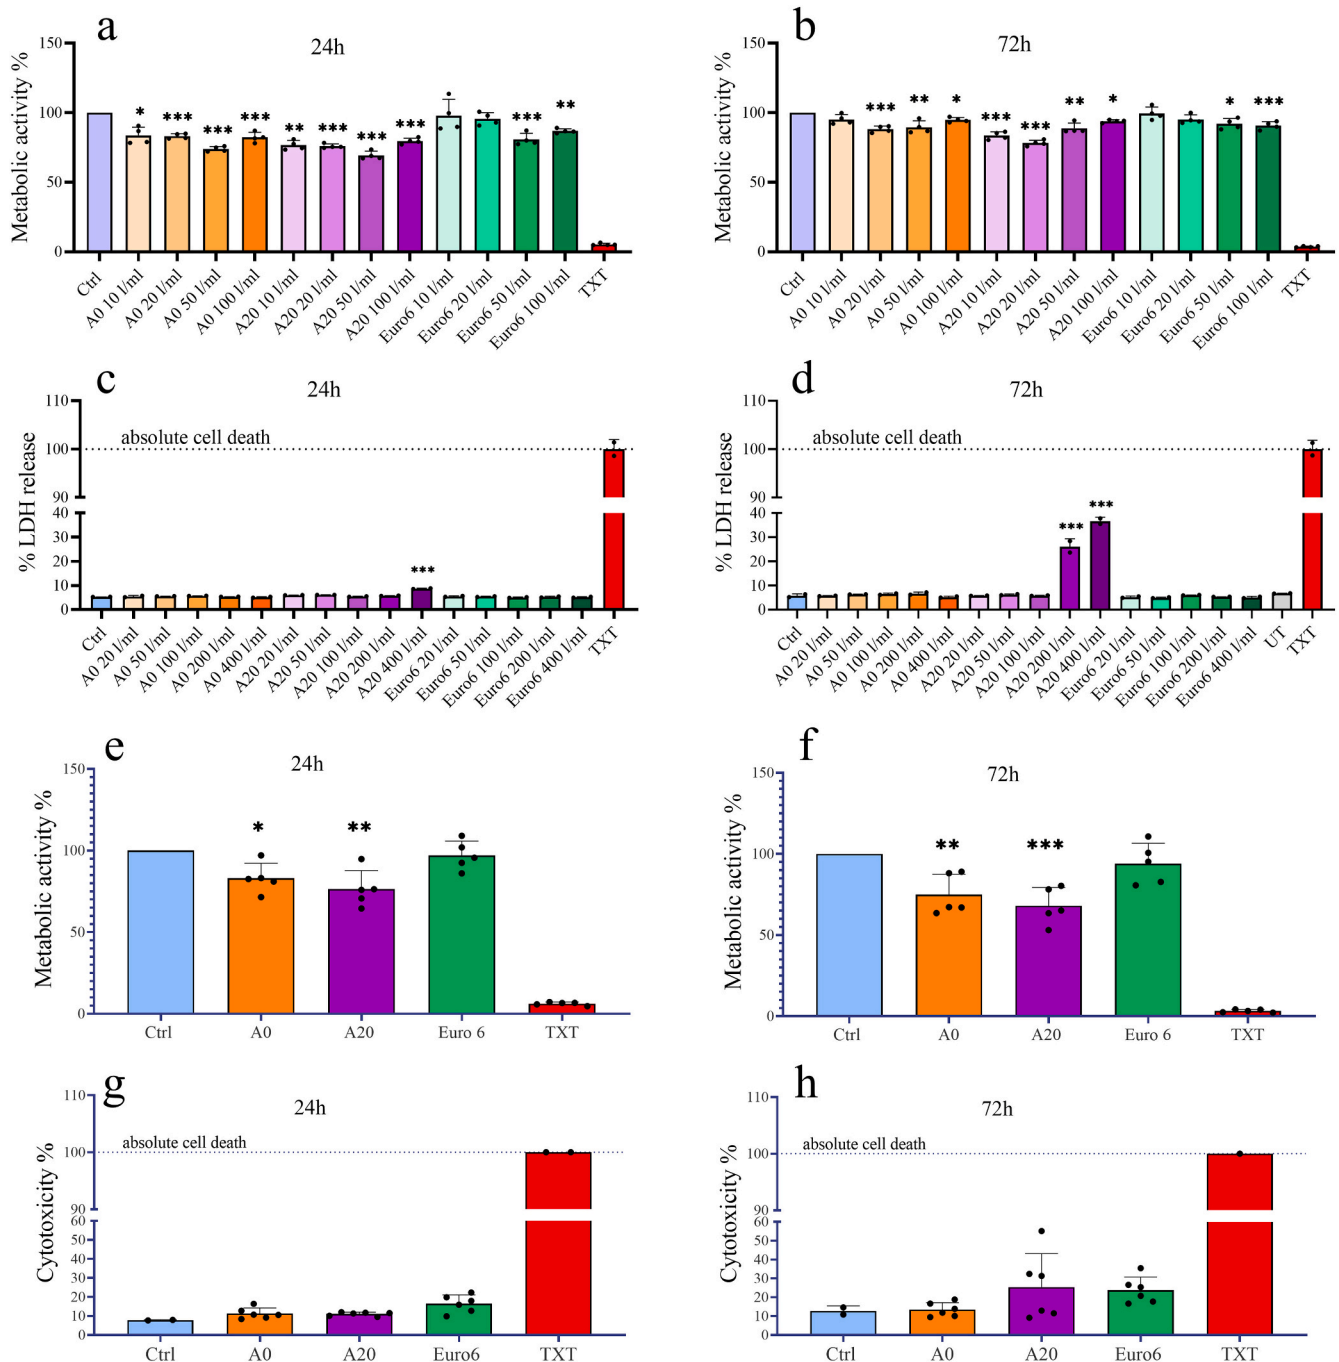 a
24h
Metabolic activity %
150
100
50
0
* *** *** *** ** *** *** *** *** **
Ctrl
A0 10 l/ml
A0 20 l/ml
A0 50 l/ml
A0 100 l/ml
A20 10 l/ml
A20 20 l/ml
A20 50 l/ml
A20 100 l/ml
Euro6 10 l/ml
Euro6 20 l/ml
Euro6 50 l/ml
Euro6 100 l/ml
TXT
b
72h
Metabolic activity %
150
100
50
0
*** ** * *** *** ** * * ***
Ctrl
A0 10 l/ml
A0 20 l/ml
A0 50 l/ml
A0 100 l/ml
A20 10 l/ml
A20 20 l/ml
A20 50 l/ml
A20 100 l/ml
Euro6 10 l/ml
Euro6 20 l/ml
Euro6 50 l/ml
Euro6 100 l/ml
TXT
c
24h
% LDH release
110
100
90
40
30
20
10
0
absolute cell death
***
Ctrl
A0 20 l/ml
A0 50 l/ml
A0 100 l/ml
A0 200 l/ml
A0 400 l/ml
A20 20 l/ml
A20 50 l/ml
A20 100 l/ml
A20 200 l/ml
A20 400 l/ml
Euro6 20 l/ml
Euro6 50 l/ml
Euro6 100 l/ml
Euro6 200 l/ml
Euro6 400 l/ml
TXT
d
72h
% LDH release
110
100
90
40
30
20
10
0
absolute cell death
*** ***
Ctrl
A0 20 l/ml
A0 50 l/ml
A0 100 l/ml
A0 200 l/ml
A0 400 l/ml
A20 20 l/ml
A20 50 l/ml
A20 100 l/ml
A20 200 l/ml
A20 400 l/ml
Euro6 20 l/ml
Euro6 50 l/ml
Euro6 100 l/ml
Euro6 200 l/ml
Euro6 400 l/ml
UT
TXT
e
24h
Metabolic activity %
150
100
50
0
* **
Ctrl A0 A20 Euro 6 TXT
f
72h
Metabolic activity %
150
100
50
0
** ***
Ctrl A0 A20 Euro 6 TXT
g
24h
Cytotoxicity %
110
100
90
60
50
40
30
20
10
0
absolute cell death
Ctrl A0 A20 Euro6 TXT
h
72h
Cytotoxicity %
110
100
90
60
50
40
30
20
10
0
absolute cell death
Ctrl A0 A20 Euro6 TXT